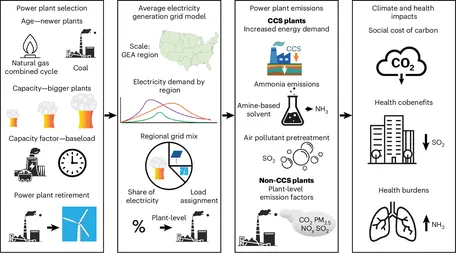 Power plant selection
Age—newer plants
Natural gas
combined cycle
Coal
Capacity—bigger plants
Capacity factor—baseload
Power plant retirement
Average electricity
generation grid model
Scale:
GEA region
Electricity demand by
region
Regional grid mix
Share of
electricity
Load
assignment
%
Plant-level
Power plant emissions
CCS plants
Increased energy demand
CCS
Ammonia emissions
Amine-based
solvent
NH₃
Air pollutant pretreatment
SO₂
Non-CCS plants
Plant-level
emission factors
CO₂ PM₂.₅
NOₓ SO₂
Climate and health
impacts
Social cost of carbon
CO₂
Health cobenefits
SO₂
Health burdens
NH₃